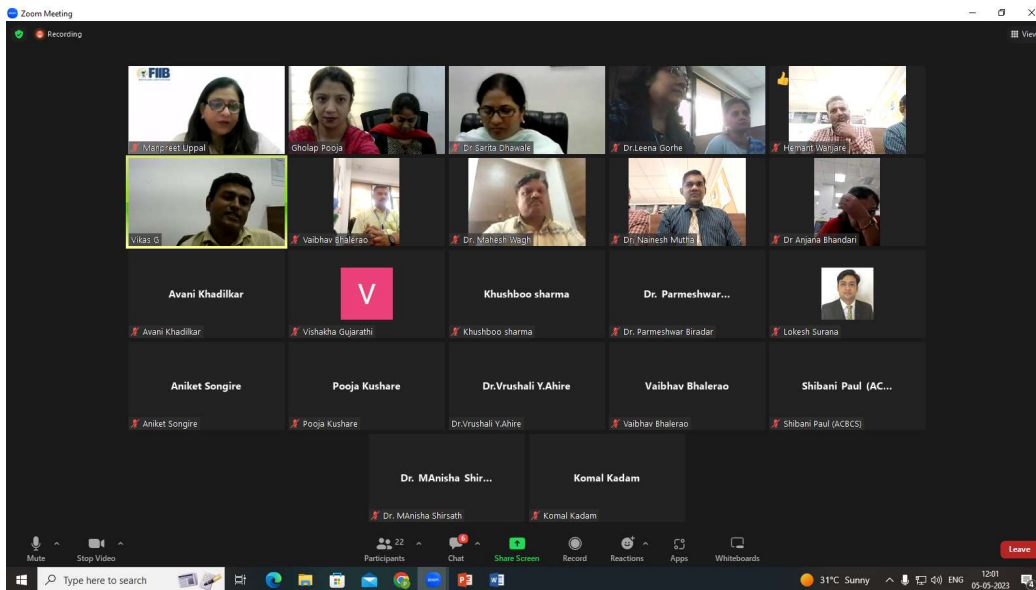 Zoom Meeting
Recording
View
FIIB
Manpreet Uppal
Gholap Pooja
Dr Sarita Dhawale
Dr.Leena Gorhe
Hemant Wanjare
Vikas G
Vaibhav Bhalerao
Dr. Mahesh Wagh
Dr. Nainesh Mutha
Dr Anjana Bhandari
Avani Khadilkar
V
Khushboo sharma
Dr. Parmeshwar...
Avani Khadilkar
Vishakha Gujarathi
Khushboo sharma
Dr. Parmeshwar Biradar
Lokesh Surana
Aniket Songire
Pooja Kushare
Dr.Vrushali Y.Ahire
Vaibhav Bhalerao
Shibani Paul (AC...
Aniket Songire
Pooja Kushare
Dr.Vrushali Y.Ahire
Vaibhav Bhalerao
Shibani Paul (ACBCS)
Dr. MAnisha Shir...
Komal Kadam
Dr. MAnisha Shirsath
Komal Kadam
22
6
Mute
Stop Video
Participants
Chat
Share Screen
Record
Reactions
Apps
Whiteboards
Leave
Type here to search
31°C Sunny
ENG
12:01
05-05-2023
4